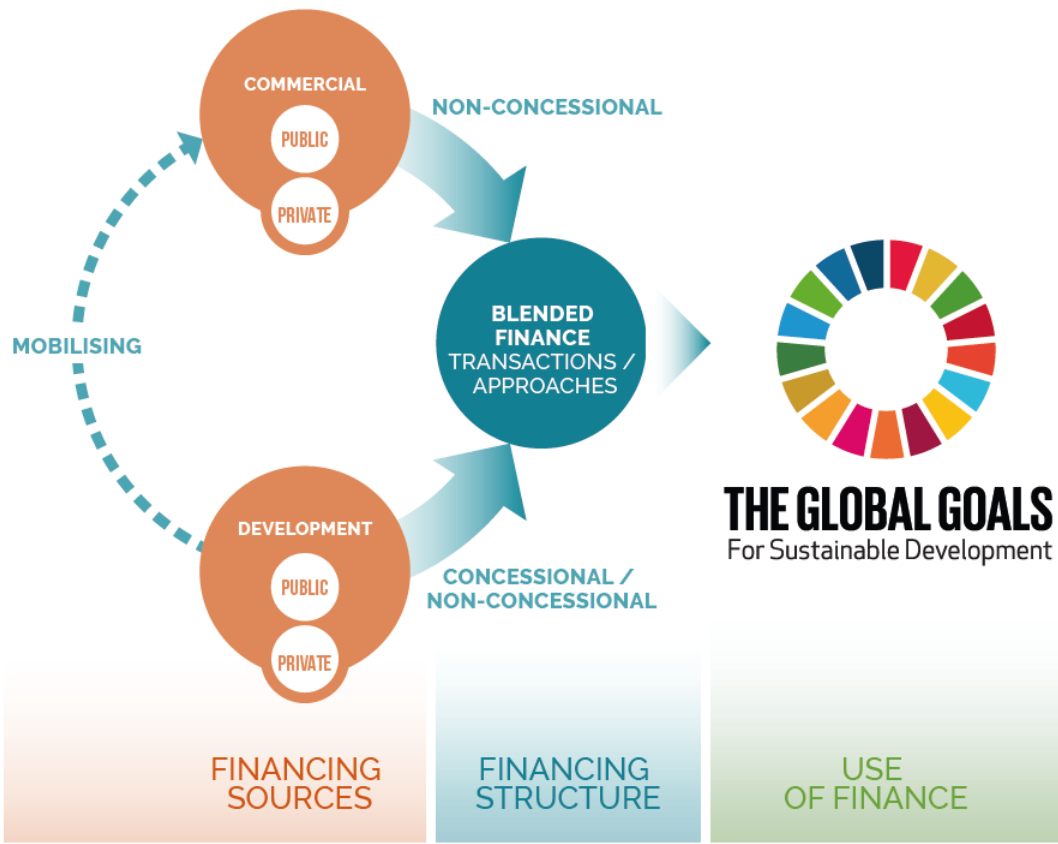 COMMERCIAL
PUBLIC
PRIVATE
NON-CONCESSIONAL
MOBILISING
BLENDED
FINANCE
TRANSACTIONS /
APPROACHES
DEVELOPMENT
PUBLIC
PRIVATE
CONCESSIONAL /
NON-CONCESSIONAL
THE GLOBAL GOALS
For Sustainable Development
FINANCING
SOURCES
FINANCING
STRUCTURE
USE
OF FINANCE